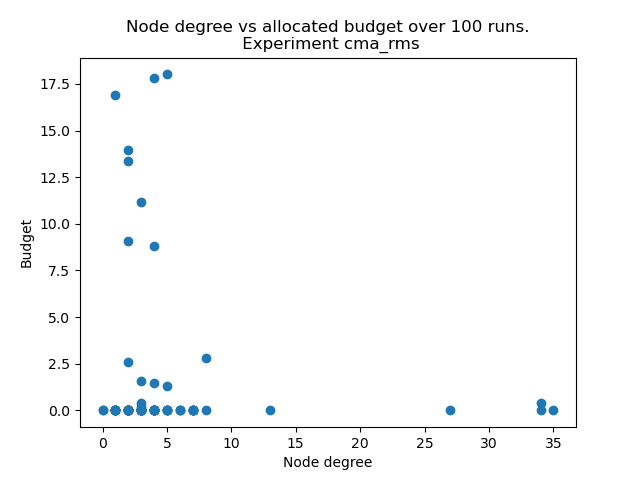 Node degree vs allocated budget over 100 runs.
Experiment cma_rms
17.5
15.0
12.5
10.0
7.5
5.0
2.5
0.0
Budget
0 5 10 15 20 25 30 35
Node degree